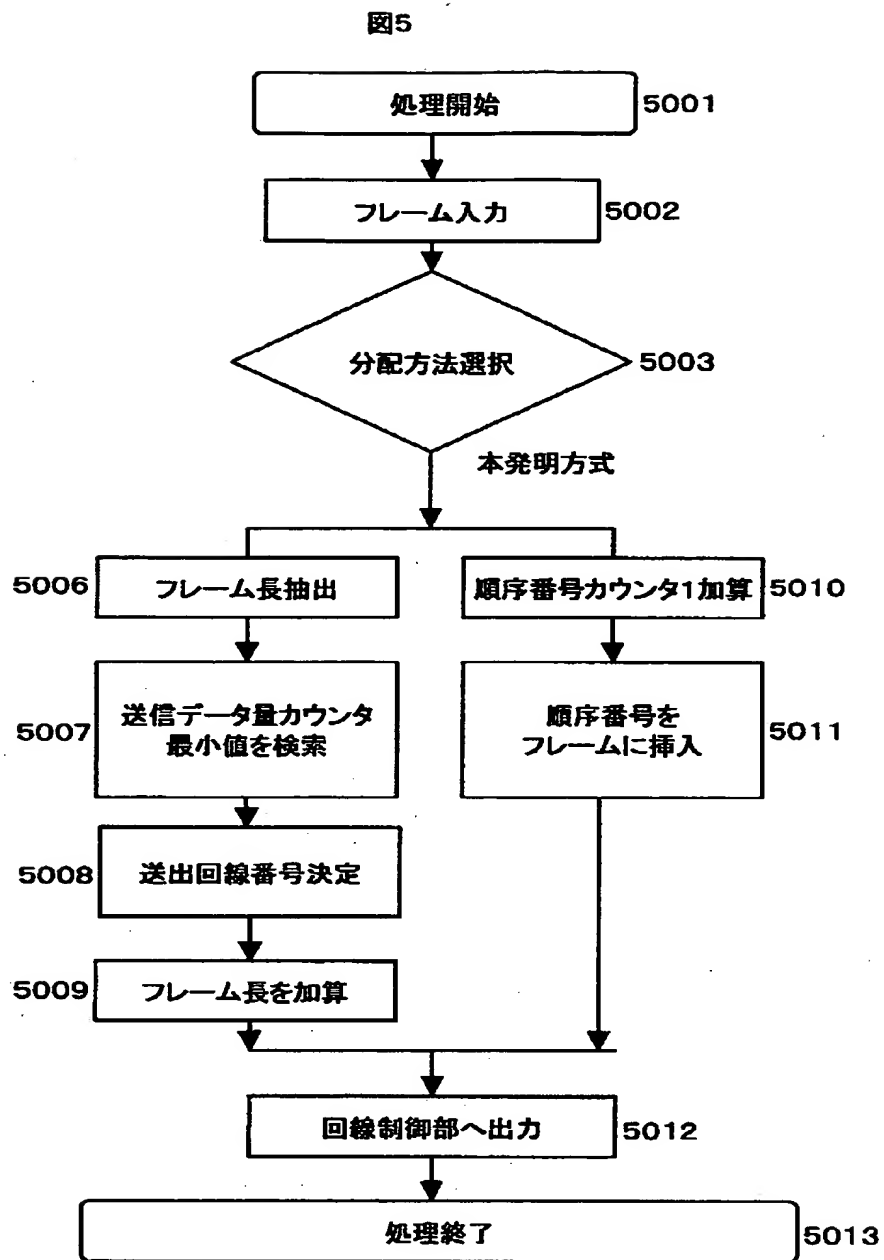 図5
処理開始 5001
フレーム入力 5002
分配方法選択 5003
本発明方式
5006 フレーム長抽出
順序番号カウンタ1加算 5010
5007 送信データ量カウンタ
最小値を検索
順序番号を
フレームに挿入 5011
5008 送出回線番号決定
5009 フレーム長を加算
回線制御部へ出力 5012
処理終了 5013